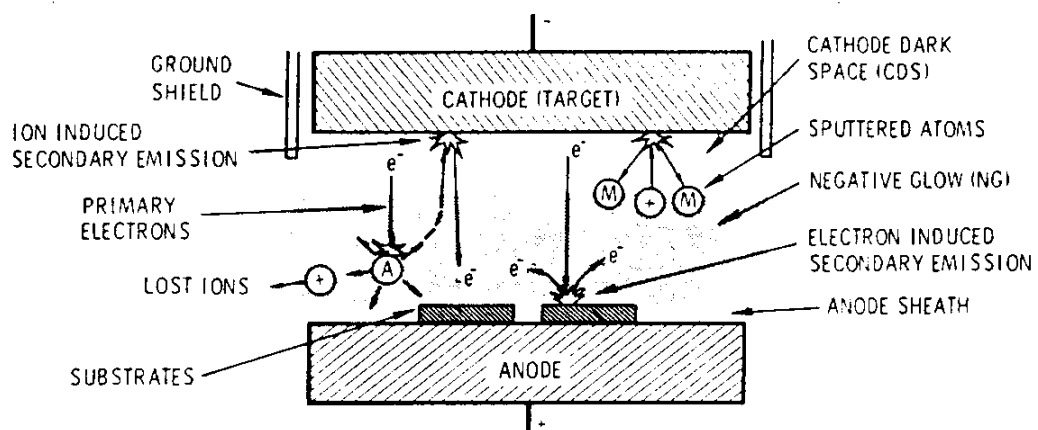 -
GROUND
SHIELD
CATHODE (TARGET)
CATHODE DARK
SPACE (CDS)
ION INDUCED
SECONDARY EMISSION
SPUTTERED ATOMS
e-
e-
M
+
M
NEGATIVE GLOW (NG)
PRIMARY
ELECTRONS
ELECTRON INDUCED
SECONDARY EMISSION
LOST IONS
+
A
e-
e-
e-
ANODE SHEATH
SUBSTRATES
ANODE
+